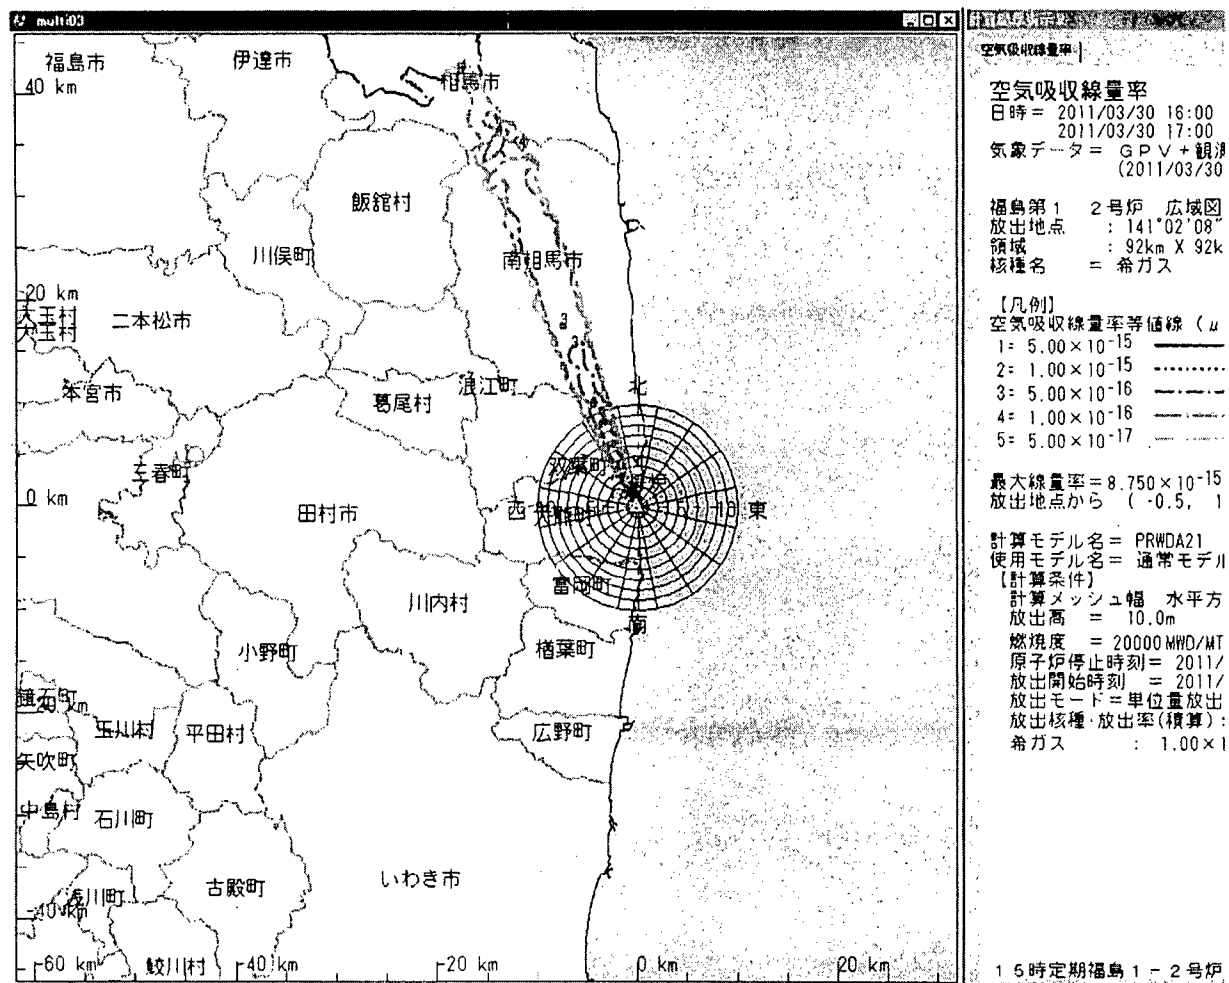 multi03
福島市
伊達市
相馬市
40 km
飯舘村
川俣町
南相馬市
20 km
大玉村
大玉村
二本松市
3
3
本宮市
浪江町
北
葛尾村
三春町
双葉町
0 km
田村市
西
東
富岡町
川内村
南
小野町
楢葉町
鏡石町
玉川村
平田村
広野町
矢吹町
中島村
石川町
いわき市
古殿町
浅川町
-40 km
鮫川村
-60 km
-40 km
-20 km
0 km
20 km
空気吸収線量率
空気吸収線量率
日時= 2011/03/30 16:00
2011/03/30 17:00
気象データ= GPV+観測
(2011/03/30
福島第1 2号炉 広域図
放出地点 : 141°02'08"
領域 : 92km X 92k
核種名 = 希ガス
【凡例】
空気吸収線量率等値線 (μ
1= 5.00×10⁻¹⁵
2= 1.00×10⁻¹⁵
3= 5.00×10⁻¹⁶
4= 1.00×10⁻¹⁶
5= 5.00×10⁻¹⁷
最大線量率=8.750×10⁻¹⁵
放出地点から ( -0.5, 1
計算モデル名= PRWDA21
使用モデル名= 通常モデル
【計算条件】
計算メッシュ幅 水平方
放出高 = 10.0m
燃焼度 = 20000MWD/MT
原子炉停止時刻= 2011/
放出開始時刻 = 2011/
放出モード=単位量放出
放出核種・放出率(積算):
希ガス : 1.00×1
15時定期福島1-2号炉